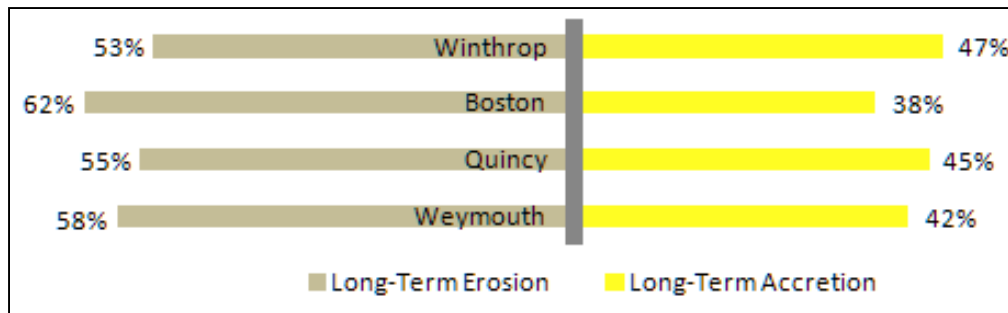 53% Winthrop 47%
62% Boston 38%
55% Quincy 45%
58% Weymouth 42%
Long-Term Erosion Long-Term Accretion